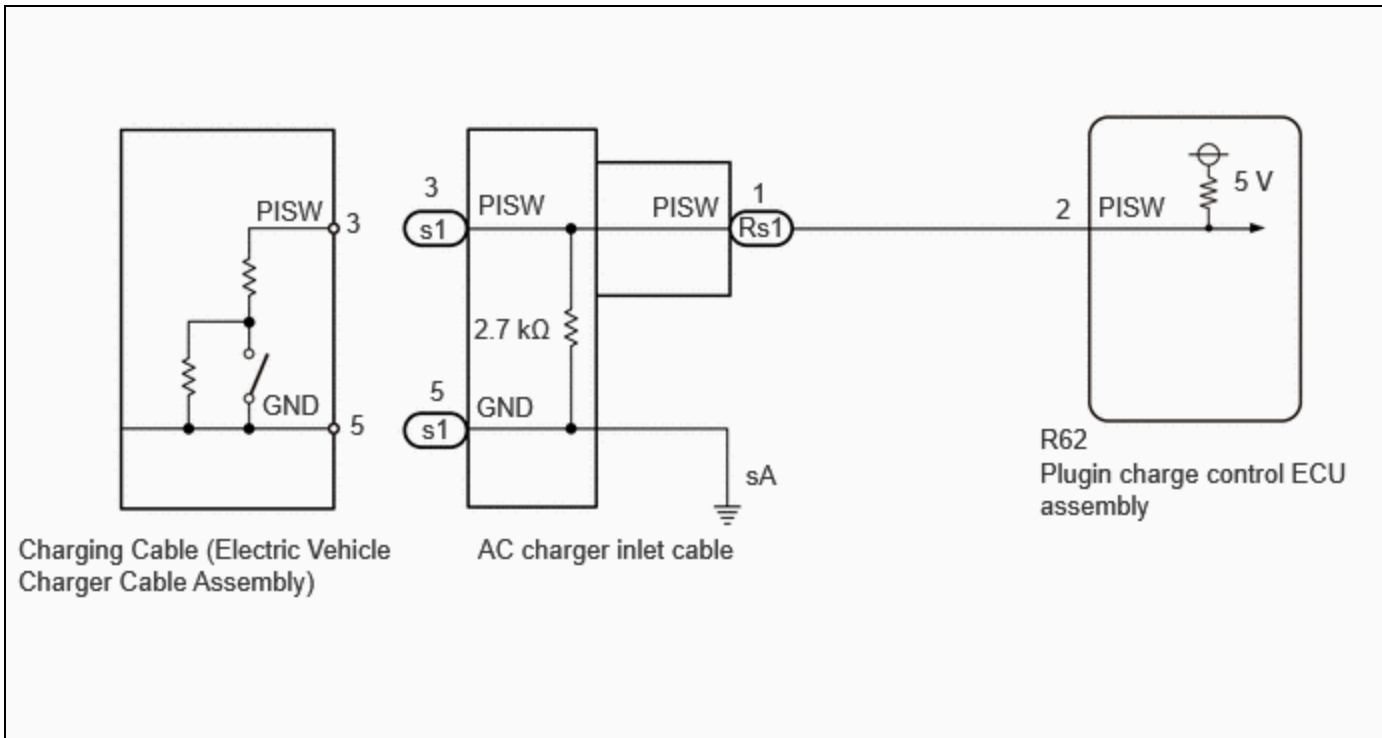 PISW
3
GND
5
Charging Cable (Electric Vehicle
Charger Cable Assembly)
3
s1
PISW
2.7 kΩ
5
s1
GND
PISW
1
Rs1
sA
AC charger inlet cable
2
PISW
5 V
R62
Plugin charge control ECU
assembly